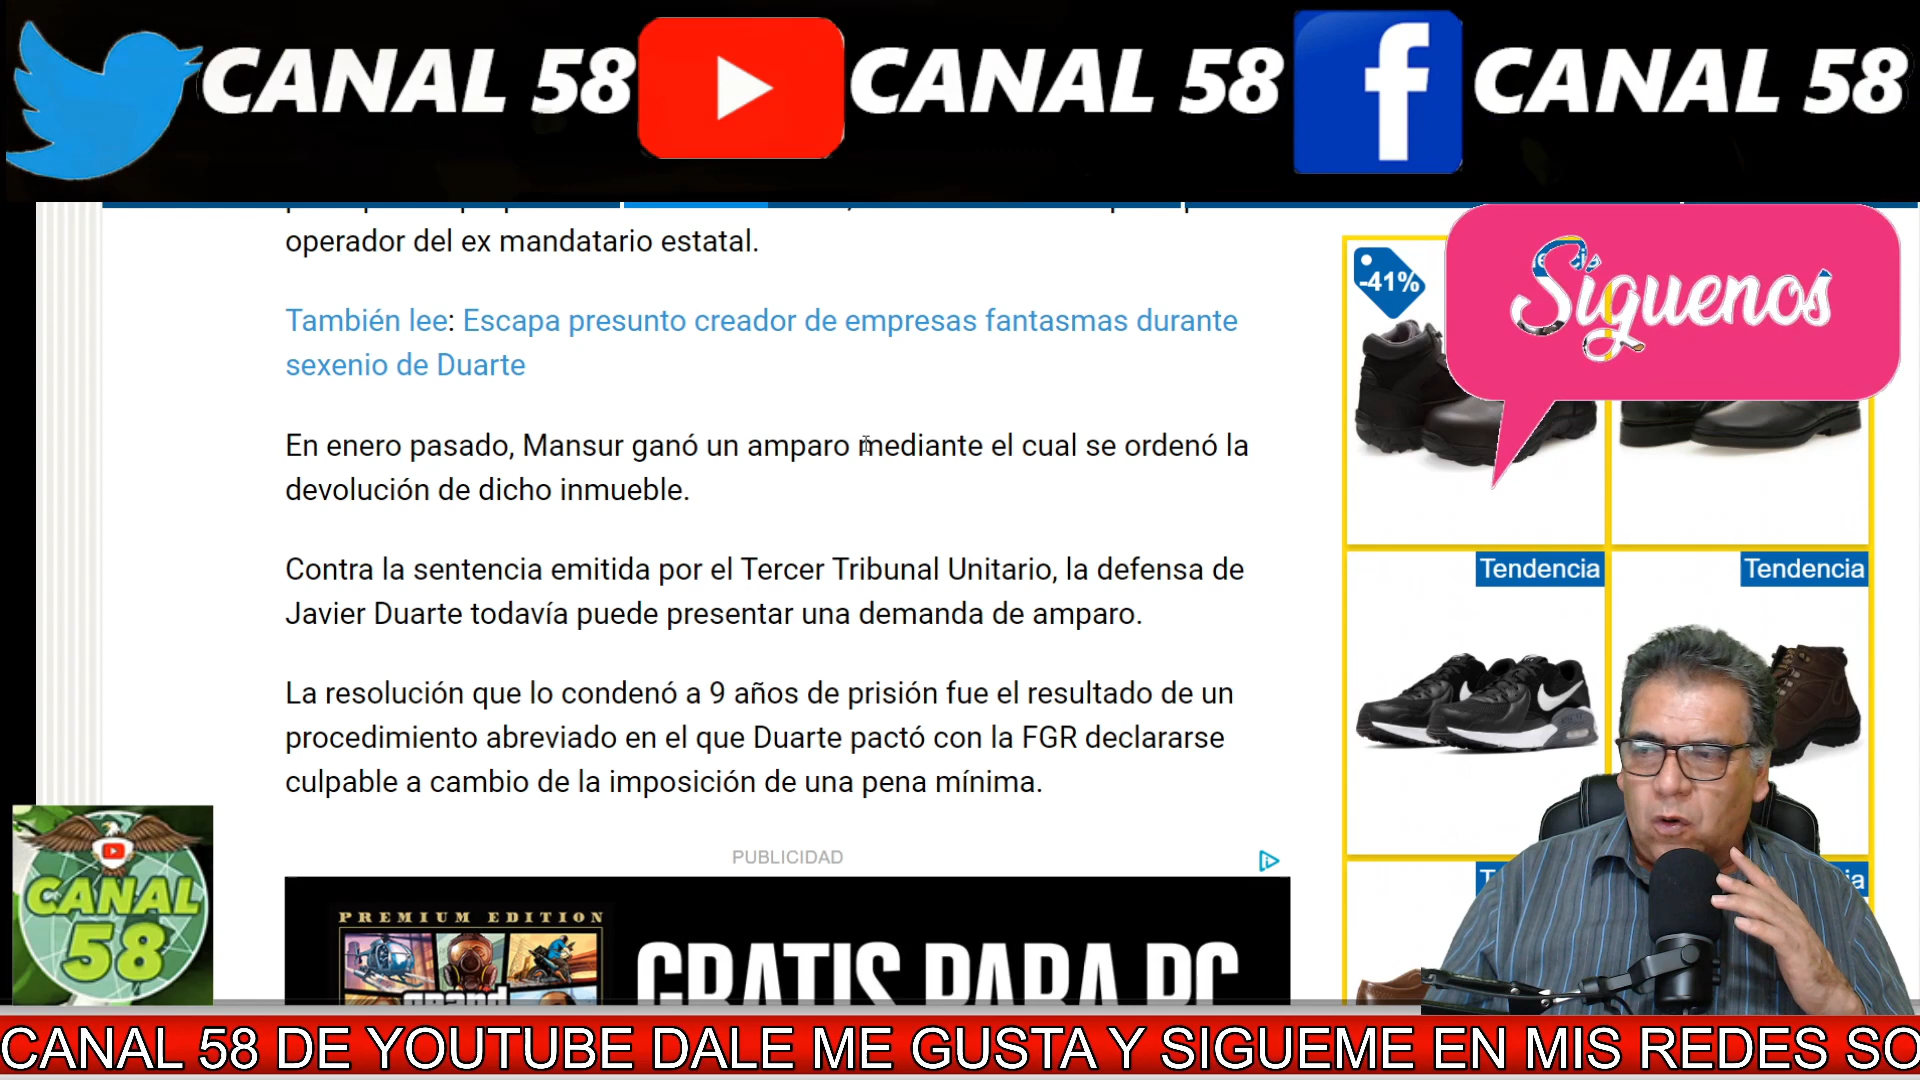 CANAL 58 CANAL 58 f CANAL 58
operador del ex mandatario estatal.
También lee: Escapa presunto creador de empresas fantasmas durante
sexenio de Duarte
En enero pasado, Mansur ganó un amparo mediante el cual se ordenó la
devolución de dicho inmueble.
Contra la sentencia emitida por el Tercer Tribunal Unitario, la defensa de
Javier Duarte todavía puede presentar una demanda de amparo.
La resolución que lo condenó a 9 años de prisión fue el resultado de un
procedimiento abreviado en el que Duarte pactó con la FGR declararse
culpable a cambio de la imposición de una pena mínima.
PUBLICIDAD
PREMIUM EDITION
grand
GRATIS PARA PC
-41%
Síguenos
Tendencia
Tendencia
CANAL
58
CANAL 58 DE YOUTUBE DALE ME GUSTA Y SIGUEME EN MIS REDES SO